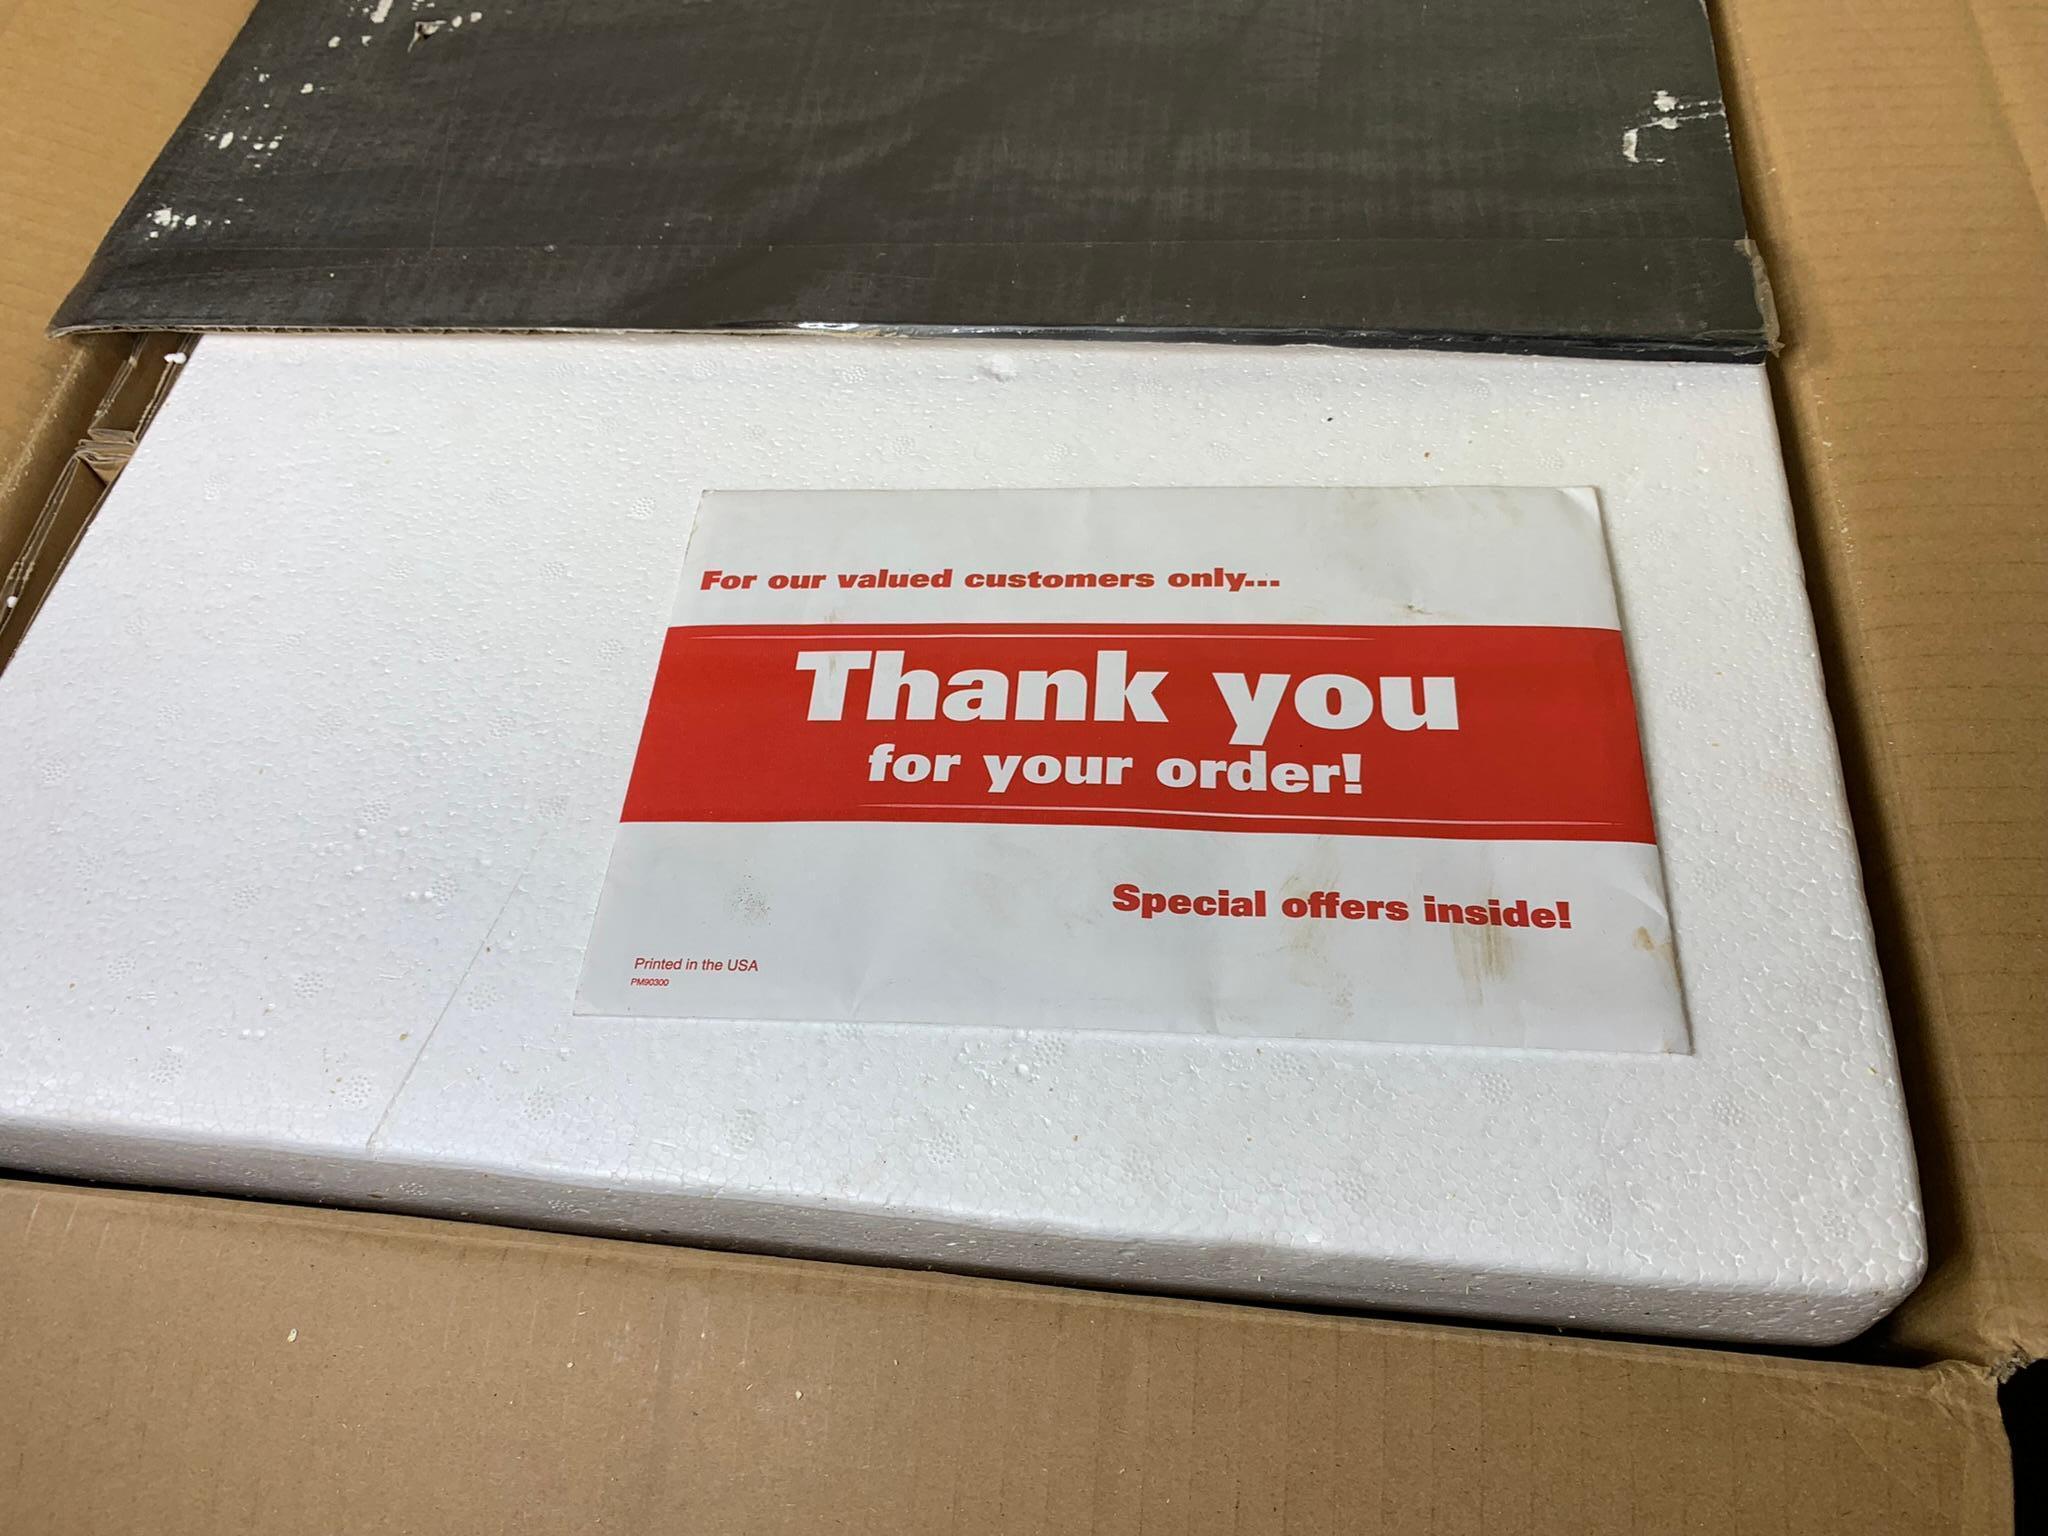 For our valued customers only...
Thank you
for your order!
Special offers inside!
Printed in the USA
PM90300